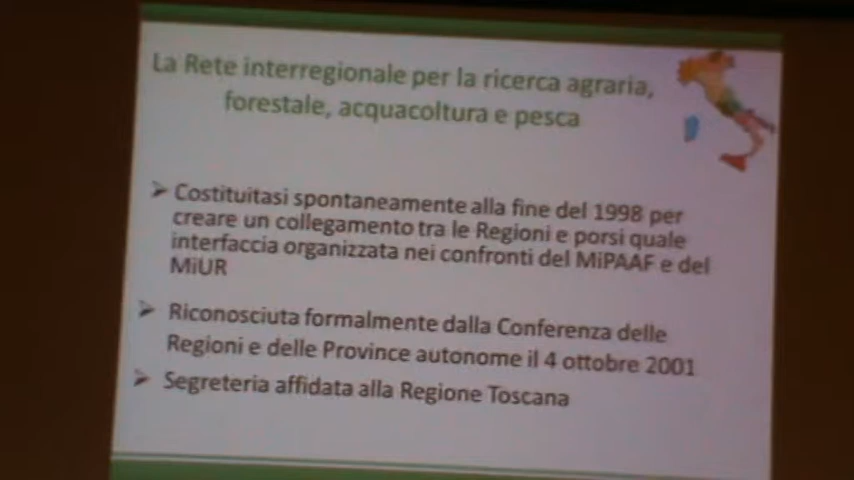 La Rete interregionale per la ricerca agraria,
forestale, acquacoltura e pesca
➢ Costituitasi spontaneamente alla fine del 1998 per
creare un collegamento tra le Regioni e porsi quale
interfaccia organizzata nei confronti del MiPAAF e del
MiUR
➢ Riconosciuta formalmente dalla Conferenza delle
Regioni e delle Province autonome il 4 ottobre 2001
➢ Segreteria affidata alla Regione Toscana